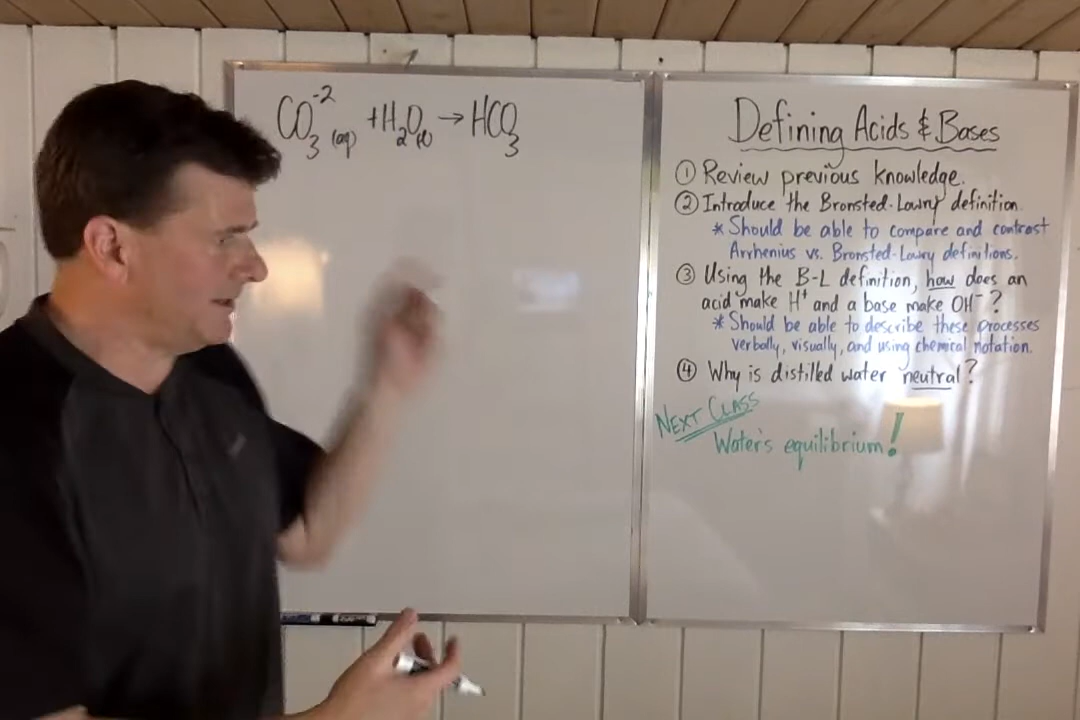 CO₃⁻² (aq) + H₂O(l) → HCO₃
Defining Acids & Bases
① Review previous knowledge.
② Introduce the Bronsted-Lowry definition.
* Should be able to compare and contrast
Arrhenius vs. Bronsted-Lowry definitions.
③ Using the B-L definition, how does an
acid make H⁺ and a base make OH⁻?
* Should be able to describe these processes
verbally, visually, and using chemical notation.
④ Why is distilled water neutral?
NEXT CLASS
Water's equilibrium!